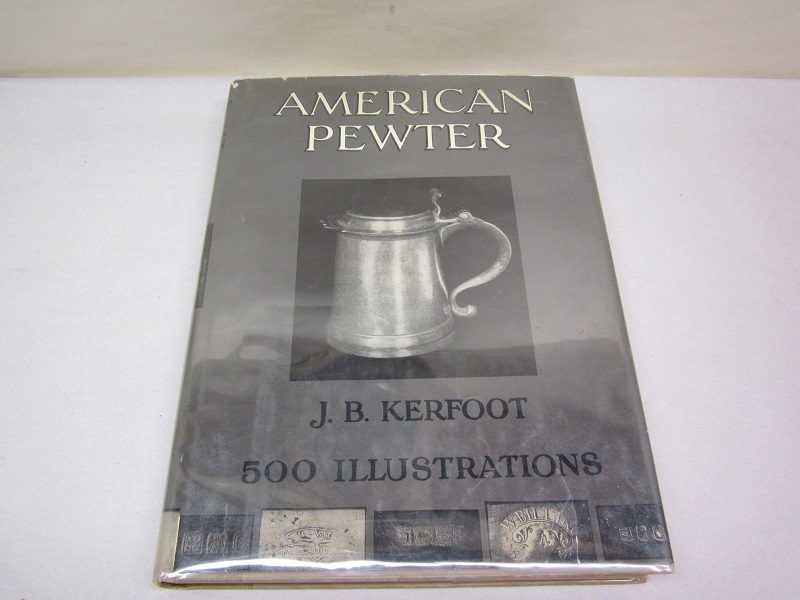 AMERICAN
PEWTER
J. B. KERFOOT
500 ILLUSTRATIONS